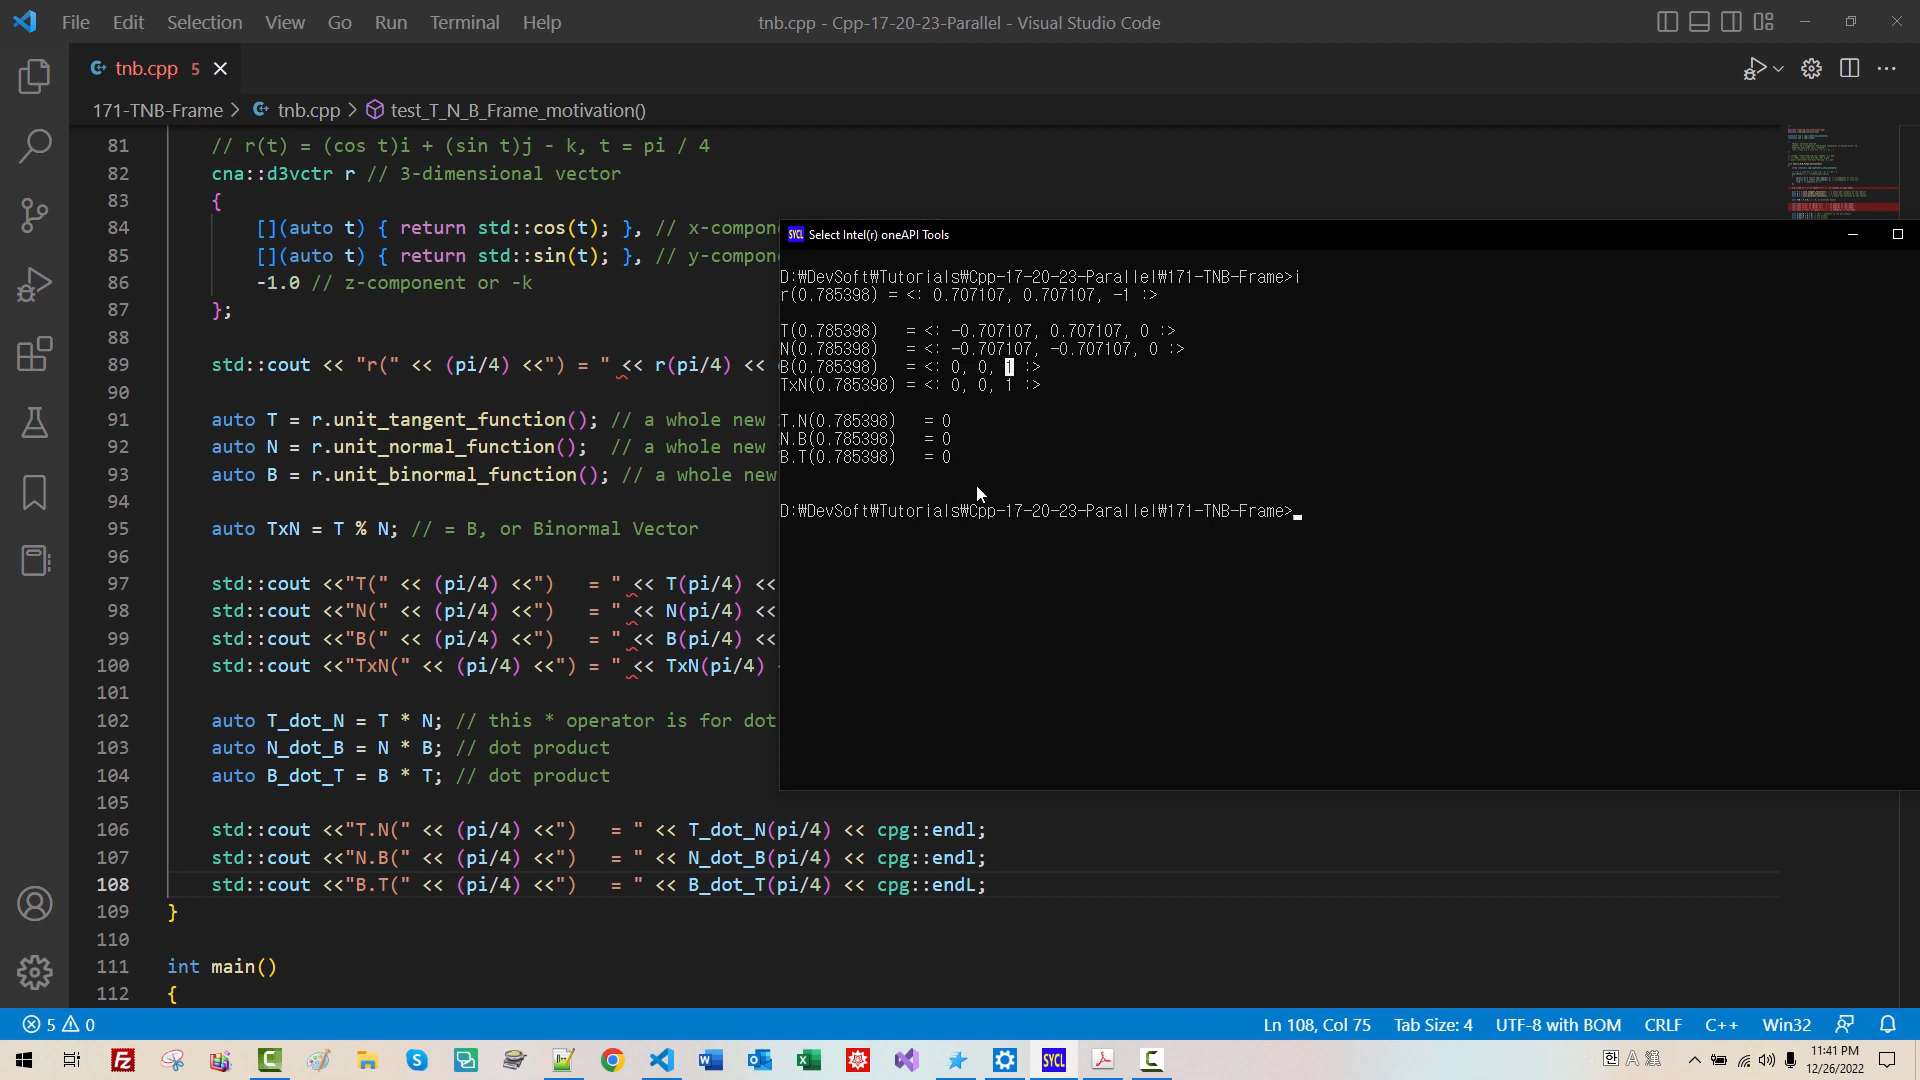 File Edit Selection View Go Run Terminal Help
tnb.cpp - Cpp-17-20-23-Parallel - Visual Studio Code
tnb.cpp 5
171-TNB-Frame > tnb.cpp > test_T_N_B_Frame_motivation()
81 // r(t) = (cos t)i + (sin t)j - k, t = pi / 4
82 cna::d3vctr r // 3-dimensional vector
83 {
84 [](auto t) { return std::cos(t); }, // x-compone
85 [](auto t) { return std::sin(t); }, // y-compone
86 -1.0 // z-component or -k
87 };
88
89 std::cout << "r(" << (pi/4) <<") = " << r(pi/4) <<
90
91 auto T = r.unit_tangent_function(); // a whole new
92 auto N = r.unit_normal_function();  // a whole new
93 auto B = r.unit_binormal_function(); // a whole new
94
95 auto TxN = T % N; // = B, or Binormal Vector
96
97 std::cout <<"T(" << (pi/4) <<")   = " << T(pi/4) <<
98 std::cout <<"N(" << (pi/4) <<")   = " << N(pi/4) <<
99 std::cout <<"B(" << (pi/4) <<")   = " << B(pi/4) <<
100 std::cout <<"TxN(" << (pi/4) <<") = " << TxN(pi/4)
101
102 auto T_dot_N = T * N; // this * operator is for dot
103 auto N_dot_B = N * B; // dot product
104 auto B_dot_T = B * T; // dot product
105
106 std::cout <<"T.N(" << (pi/4) <<")   = " << T_dot_N(pi/4) << cpg::endl;
107 std::cout <<"N.B(" << (pi/4) <<")   = " << N_dot_B(pi/4) << cpg::endl;
108 std::cout <<"B.T(" << (pi/4) <<")   = " << B_dot_T(pi/4) << cpg::endL;
109 }
110
111 int main()
112 {
SYCL Select Intel(r) oneAPI Tools
D:₩DevSoft₩Tutorials₩Cpp-17-20-23-Parallel₩171-TNB-Frame>i
r(0.785398) = <: 0.707107, 0.707107, -1 :>
T(0.785398)   = <: -0.707107, 0.707107, 0 :>
N(0.785398)   = <: -0.707107, -0.707107, 0 :>
B(0.785398)   = <: 0, 0, 1 :>
TxN(0.785398) = <: 0, 0, 1 :>
T.N(0.785398)   = 0
N.B(0.785398)   = 0
B.T(0.785398)   = 0
D:₩DevSoft₩Tutorials₩Cpp-17-20-23-Parallel₩171-TNB-Frame>
5 0
Ln 108, Col 75 Tab Size: 4 UTF-8 with BOM CRLF C++ Win32
SYCL
한 A 漢
11:41 PM
12/26/2022